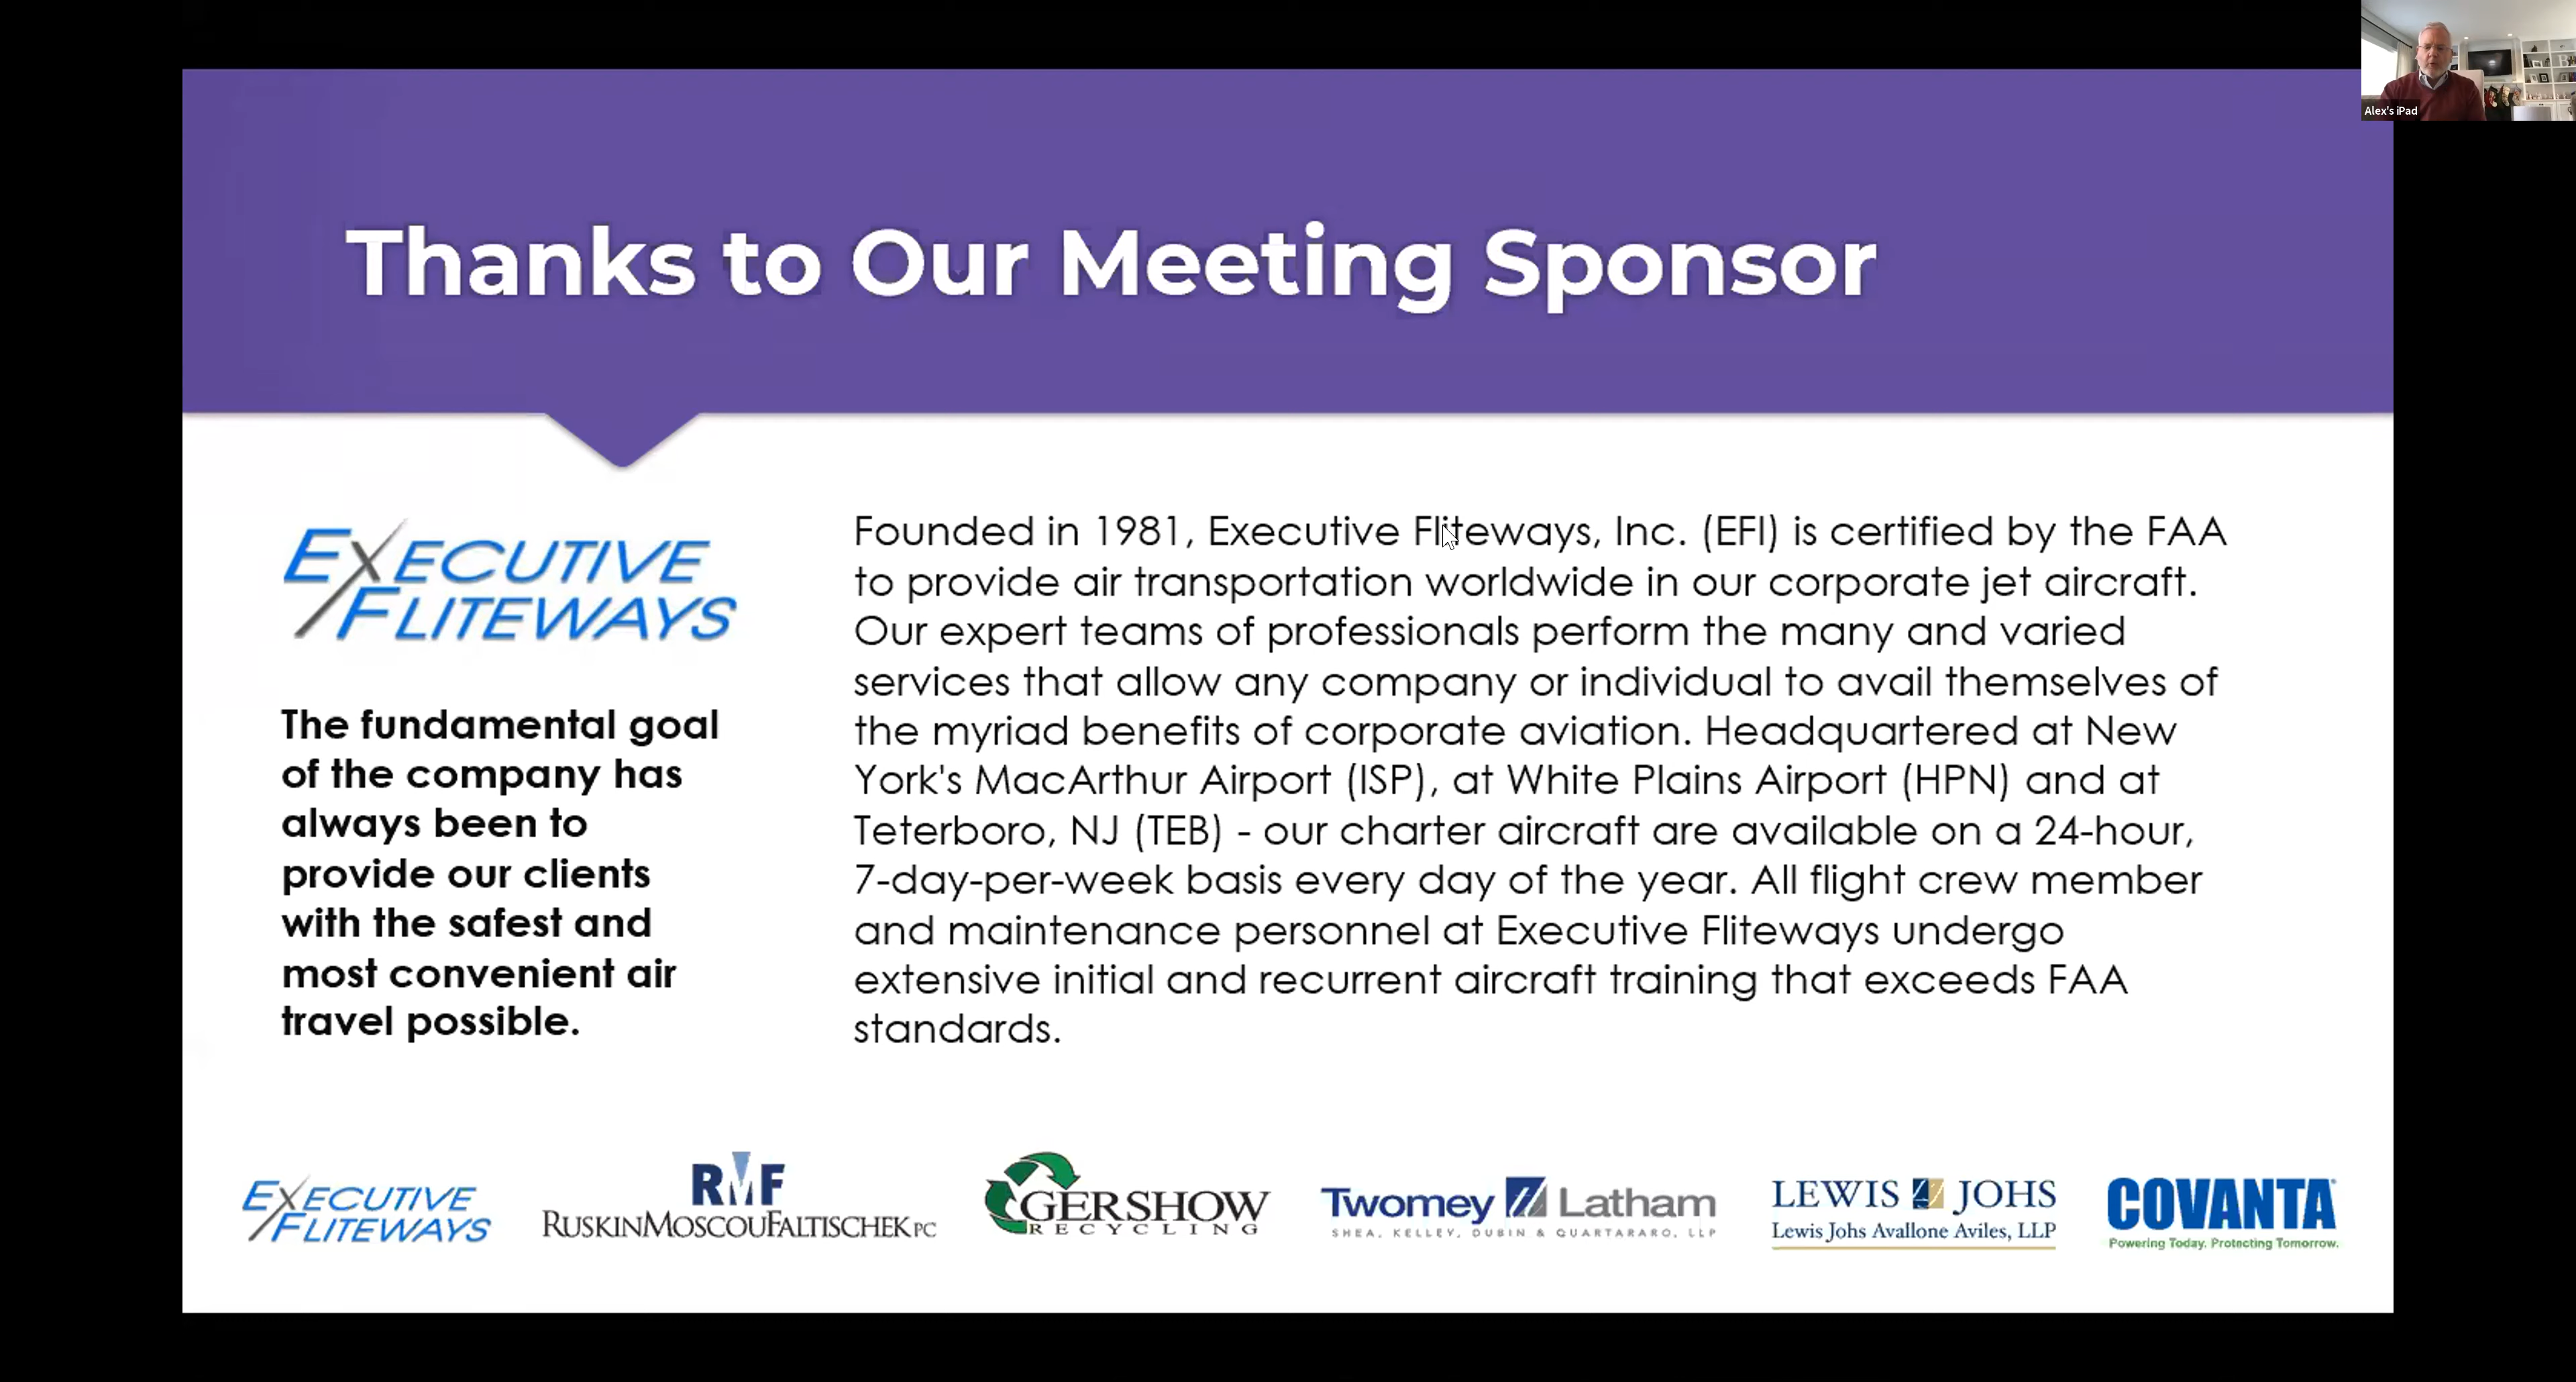 Alex's iPad
Thanks to Our Meeting Sponsor
EXECUTIVE
FLITEWAYS
The fundamental goal
of the company has
always been to
provide our clients
with the safest and
most convenient air
travel possible.
Founded in 1981, Executive Fliteways, Inc. (EFI) is certified by the FAA
to provide air transportation worldwide in our corporate jet aircraft.
Our expert teams of professionals perform the many and varied
services that allow any company or individual to avail themselves of
the myriad benefits of corporate aviation. Headquartered at New
York's MacArthur Airport (ISP), at White Plains Airport (HPN) and at
Teterboro, NJ (TEB) - our charter aircraft are available on a 24-hour,
7-day-per-week basis every day of the year. All flight crew member
and maintenance personnel at Executive Fliteways undergo
extensive initial and recurrent aircraft training that exceeds FAA
standards.
EXECUTIVE
FLITEWAYS
RMF
RUSKINMOSCOUFALTISCHEK PC
GERSHOW
RECYCLING
Twomey Latham
SHEA, KELLEY, DUBIN & QUARTARARO, LLP
LEWIS JOHS
Lewis Johs Avallone Aviles, LLP
COVANTA
Powering Today. Protecting Tomorrow.